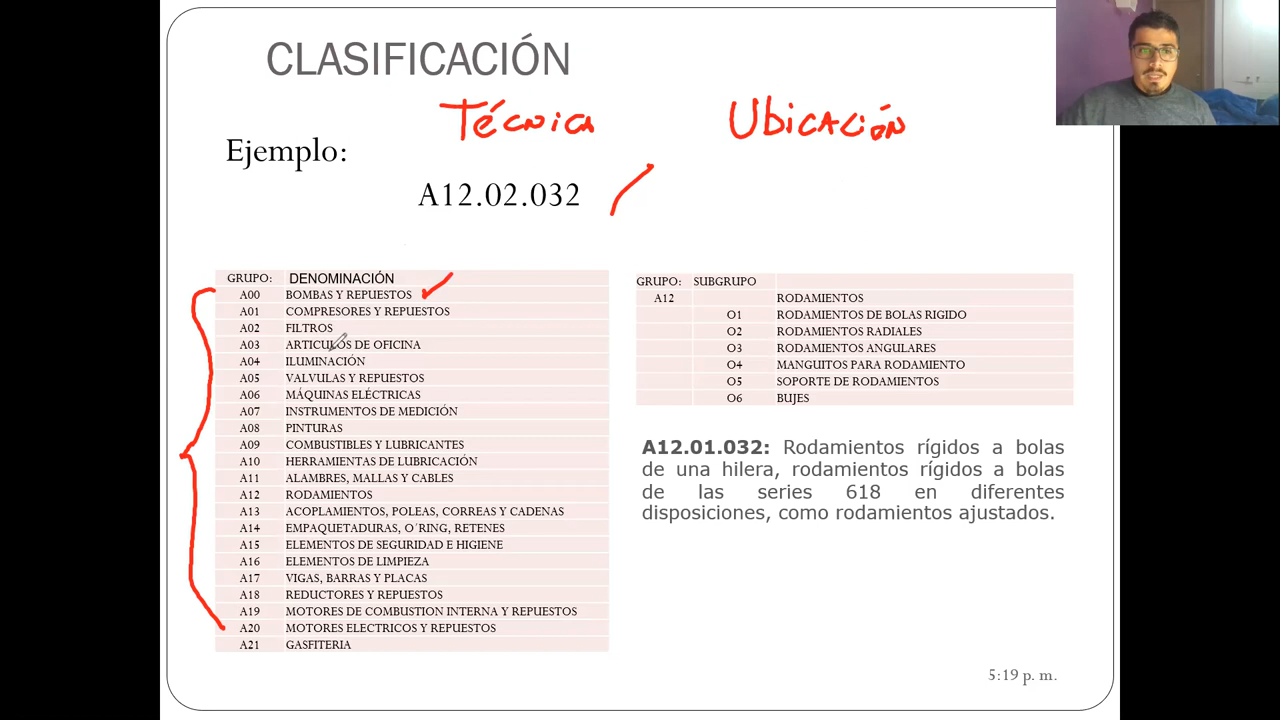 CLASIFICACIÓN
Técnica
Ubicación
Ejemplo:
A12.02.032
GRUPO: DENOMINACIÓN
A00 BOMBAS Y REPUESTOS
A01 COMPRESORES Y REPUESTOS
A02 FILTROS
A03 ARTICULOS DE OFICINA
A04 ILUMINACIÓN
A05 VALVULAS Y REPUESTOS
A06 MÁQUINAS ELÉCTRICAS
A07 INSTRUMENTOS DE MEDICIÓN
A08 PINTURAS
A09 COMBUSTIBLES Y LUBRICANTES
A10 HERRAMIENTAS DE LUBRICACIÓN
A11 ALAMBRES, MALLAS Y CABLES
A12 RODAMIENTOS
A13 ACOPLAMIENTOS, POLEAS, CORREAS Y CADENAS
A14 EMPAQUETADURAS, O´RING, RETENES
A15 ELEMENTOS DE SEGURIDAD E HIGIENE
A16 ELEMENTOS DE LIMPIEZA
A17 VIGAS, BARRAS Y PLACAS
A18 REDUCTORES Y REPUESTOS
A19 MOTORES DE COMBUSTION INTERNA Y REPUESTOS
A20 MOTORES ELECTRICOS Y REPUESTOS
A21 GASFITERIA
GRUPO: SUBGRUPO
A12 RODAMIENTOS
O1 RODAMIENTOS DE BOLAS RIGIDO
O2 RODAMIENTOS RADIALES
O3 RODAMIENTOS ANGULARES
O4 MANGUITOS PARA RODAMIENTO
O5 SOPORTE DE RODAMIENTOS
O6 BUJES
A12.01.032: Rodamientos rígidos a bolas
de una hilera, rodamientos rígidos a bolas
de las series 618 en diferentes
disposiciones, como rodamientos ajustados.
5:19 p. m.